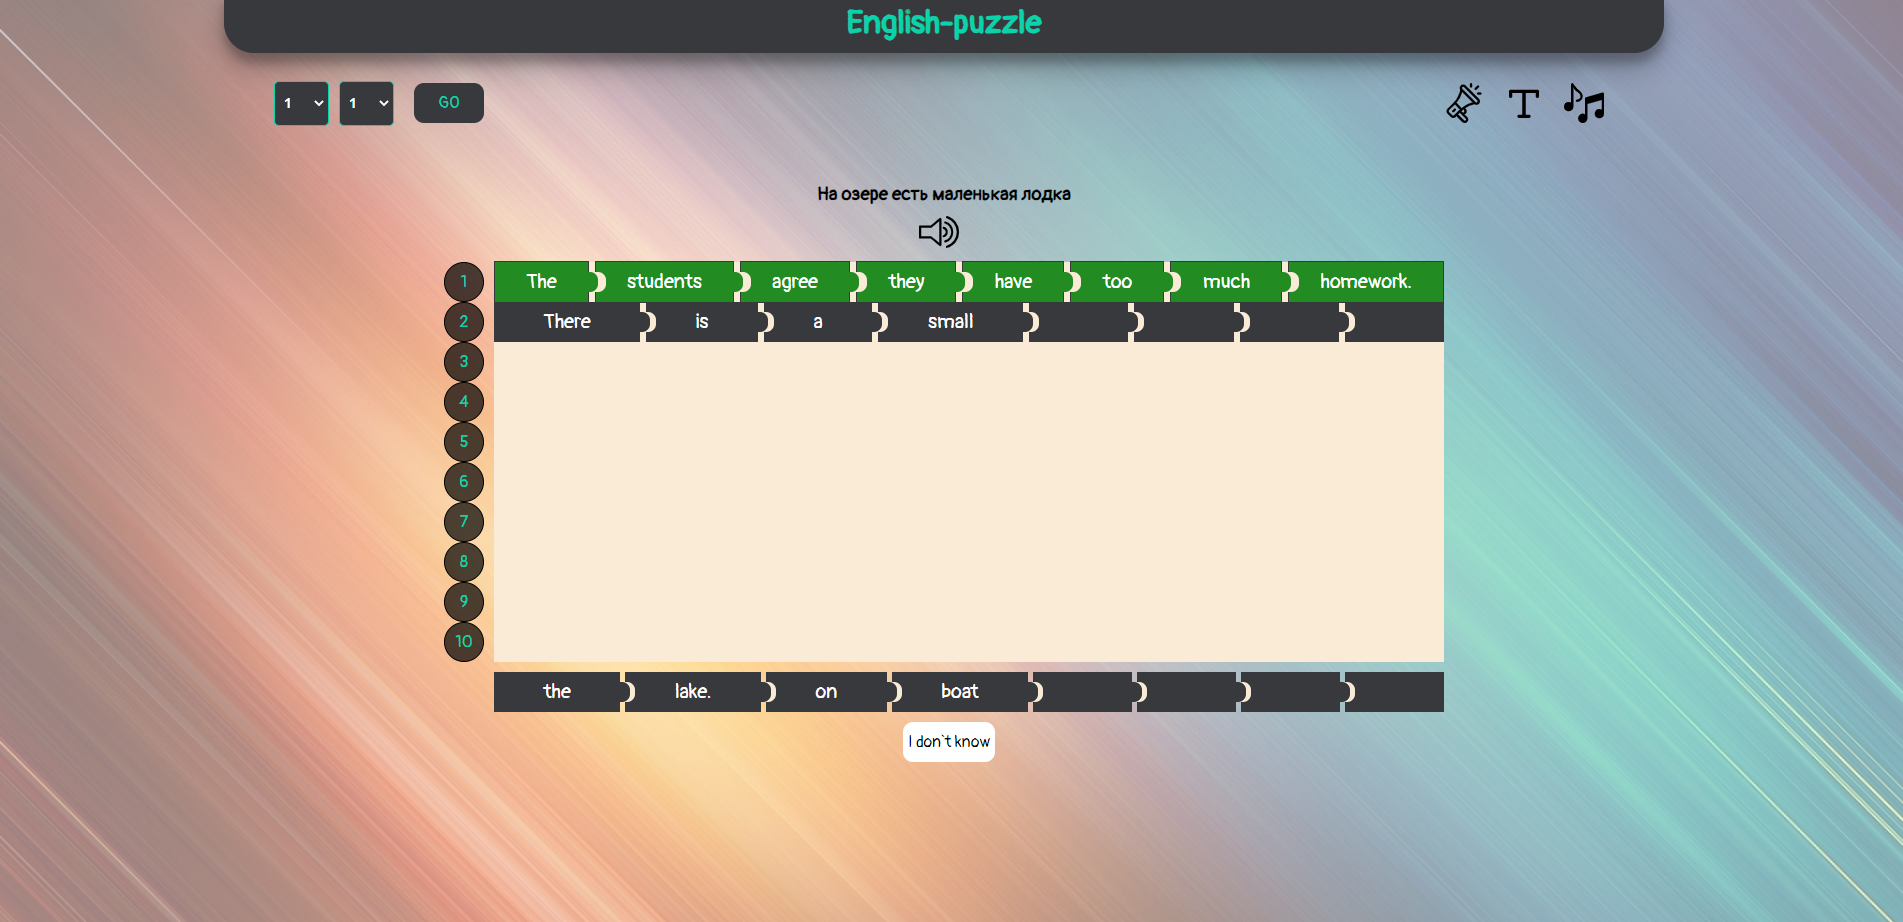 English-puzzle
1 1 GO
На озере есть маленькая лодка
1 The students agree they have too much homework.
2 There is a small
3
4
5
6
7
8
9
10
the lake. on boat
I don`t know